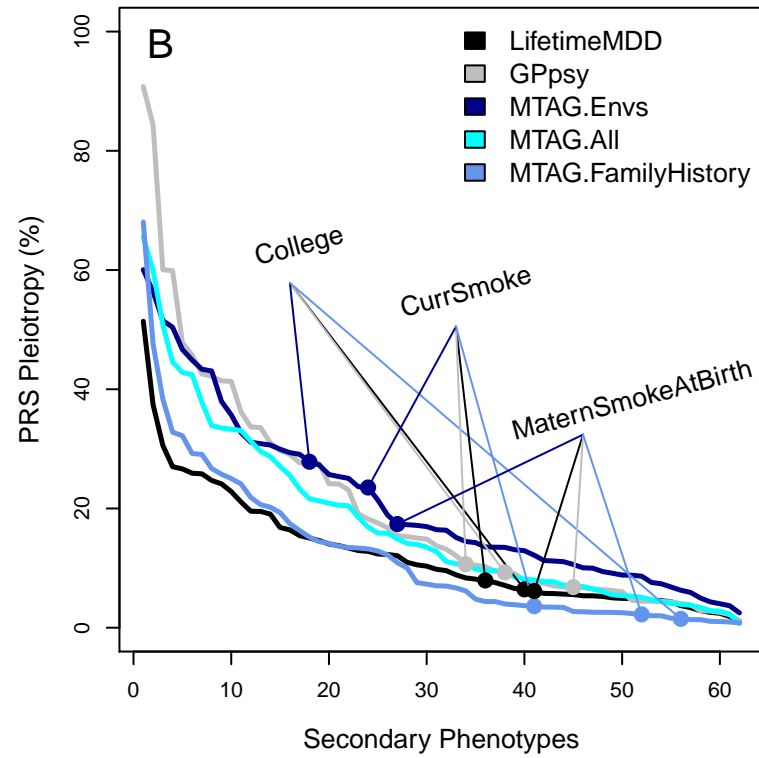 B
LifetimeMDD
GPpsy
MTAG.Envs
MTAG.All
MTAG.FamilyHistory
College
CurrSmoke
MaternSmokeAtBirth
PRS Pleiotropy (%)
100
80
60
40
20
0
0 10 20 30 40 50 60
Secondary Phenotypes